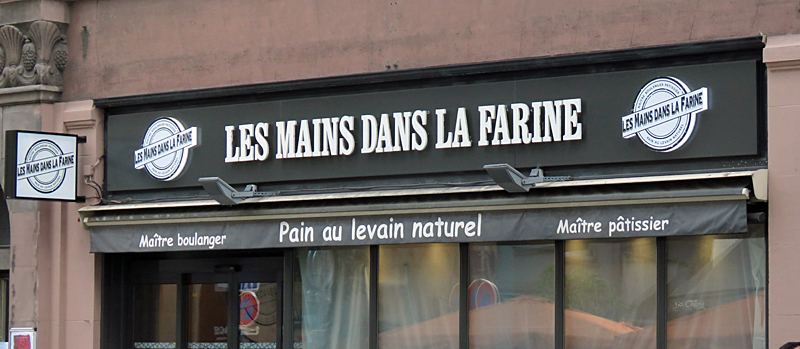 LES MAINS DANS LA FARINE
LES MAINS DANS LA FARINE
LES MAINS DANS LA FARINE
LES MAINS DANS LA FARINE
Maître boulanger
Pain au levain naturel
Maître pâtissier